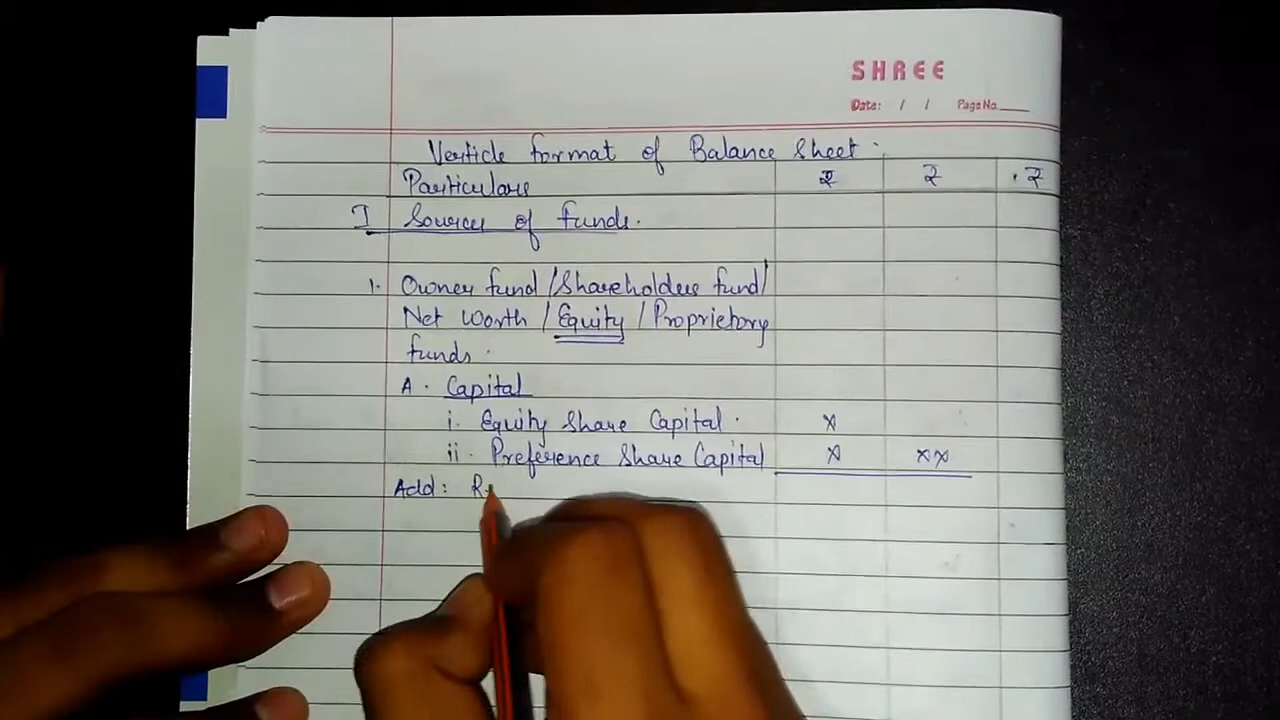 SHREE
Date: / / Page No.
Verticle format of Balance Sheet.
Particulars ₹ ₹ ₹
I Sources of funds.
1. Owner fund/Shareholders fund/
Net worth/Equity/Proprietory
funds.
A. Capital
i. Equity Share Capital. x
ii. Preference Share Capital x xx
Add: